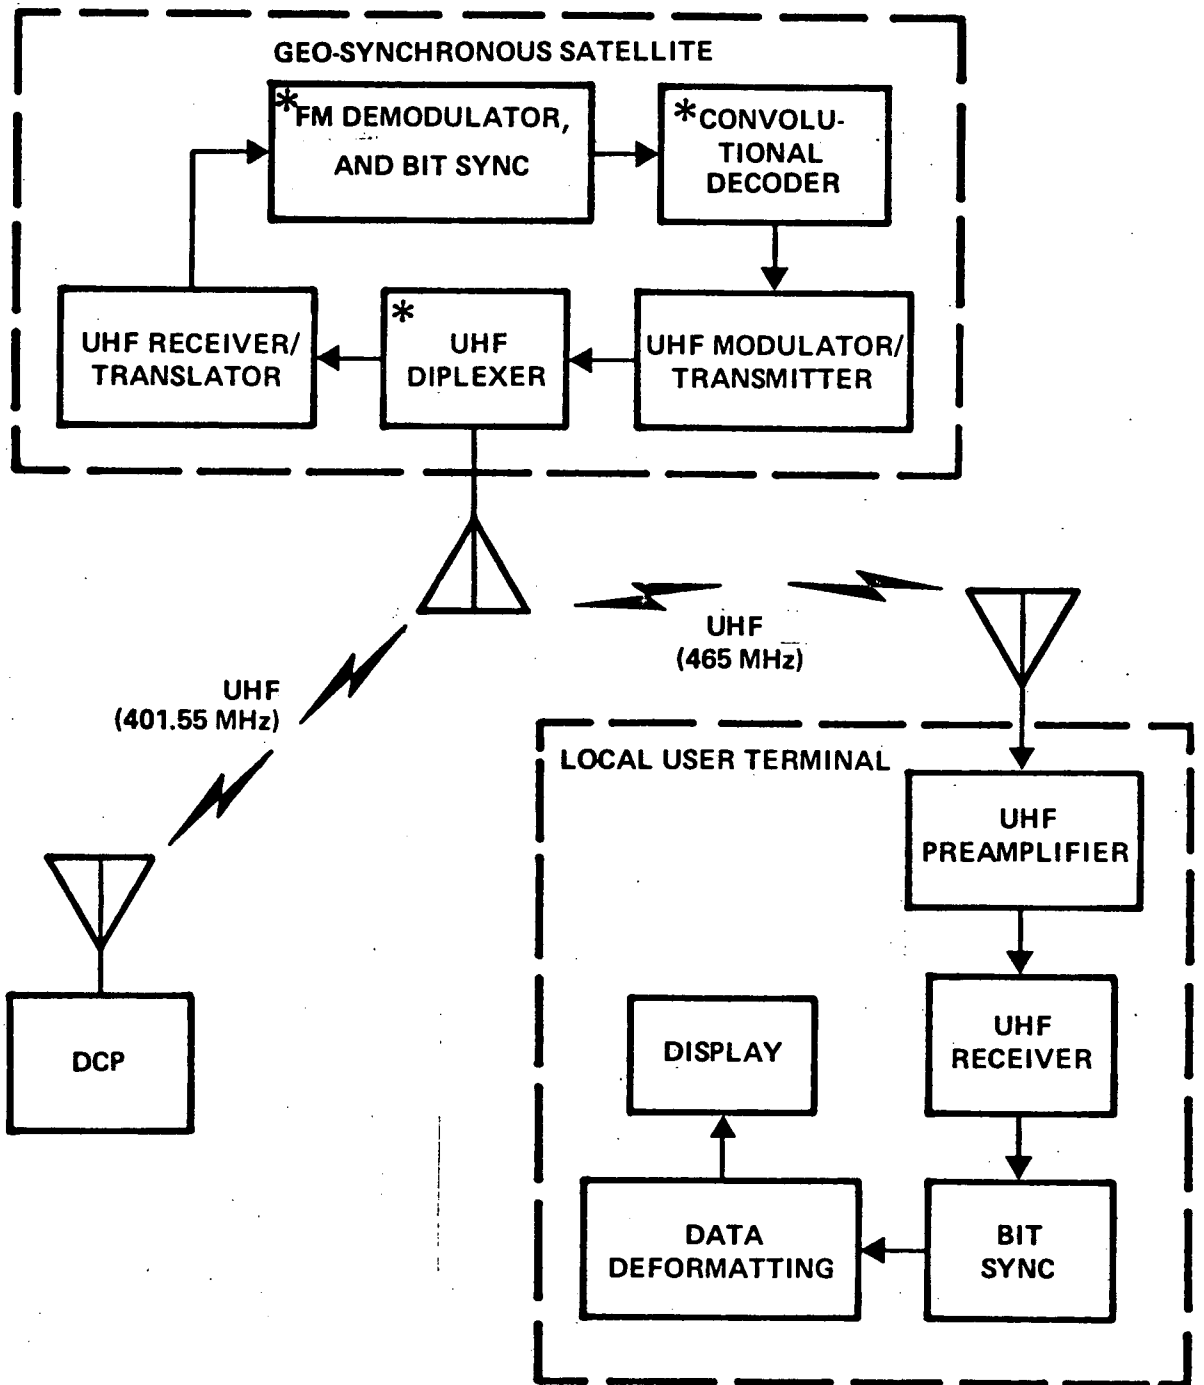 GEO-SYNCHRONOUS SATELLITE
*FM DEMODULATOR,
AND BIT SYNC
*CONVOLU-
TIONAL
DECODER
UHF RECEIVER/
TRANSLATOR
*
UHF
DIPLEXER
UHF MODULATOR/
TRANSMITTER
UHF
(465 MHz)
UHF
(401.55 MHz)
LOCAL USER TERMINAL
UHF
PREAMPLIFIER
DCP
DISPLAY
UHF
RECEIVER
DATA
DEFORMATTING
BIT
SYNC